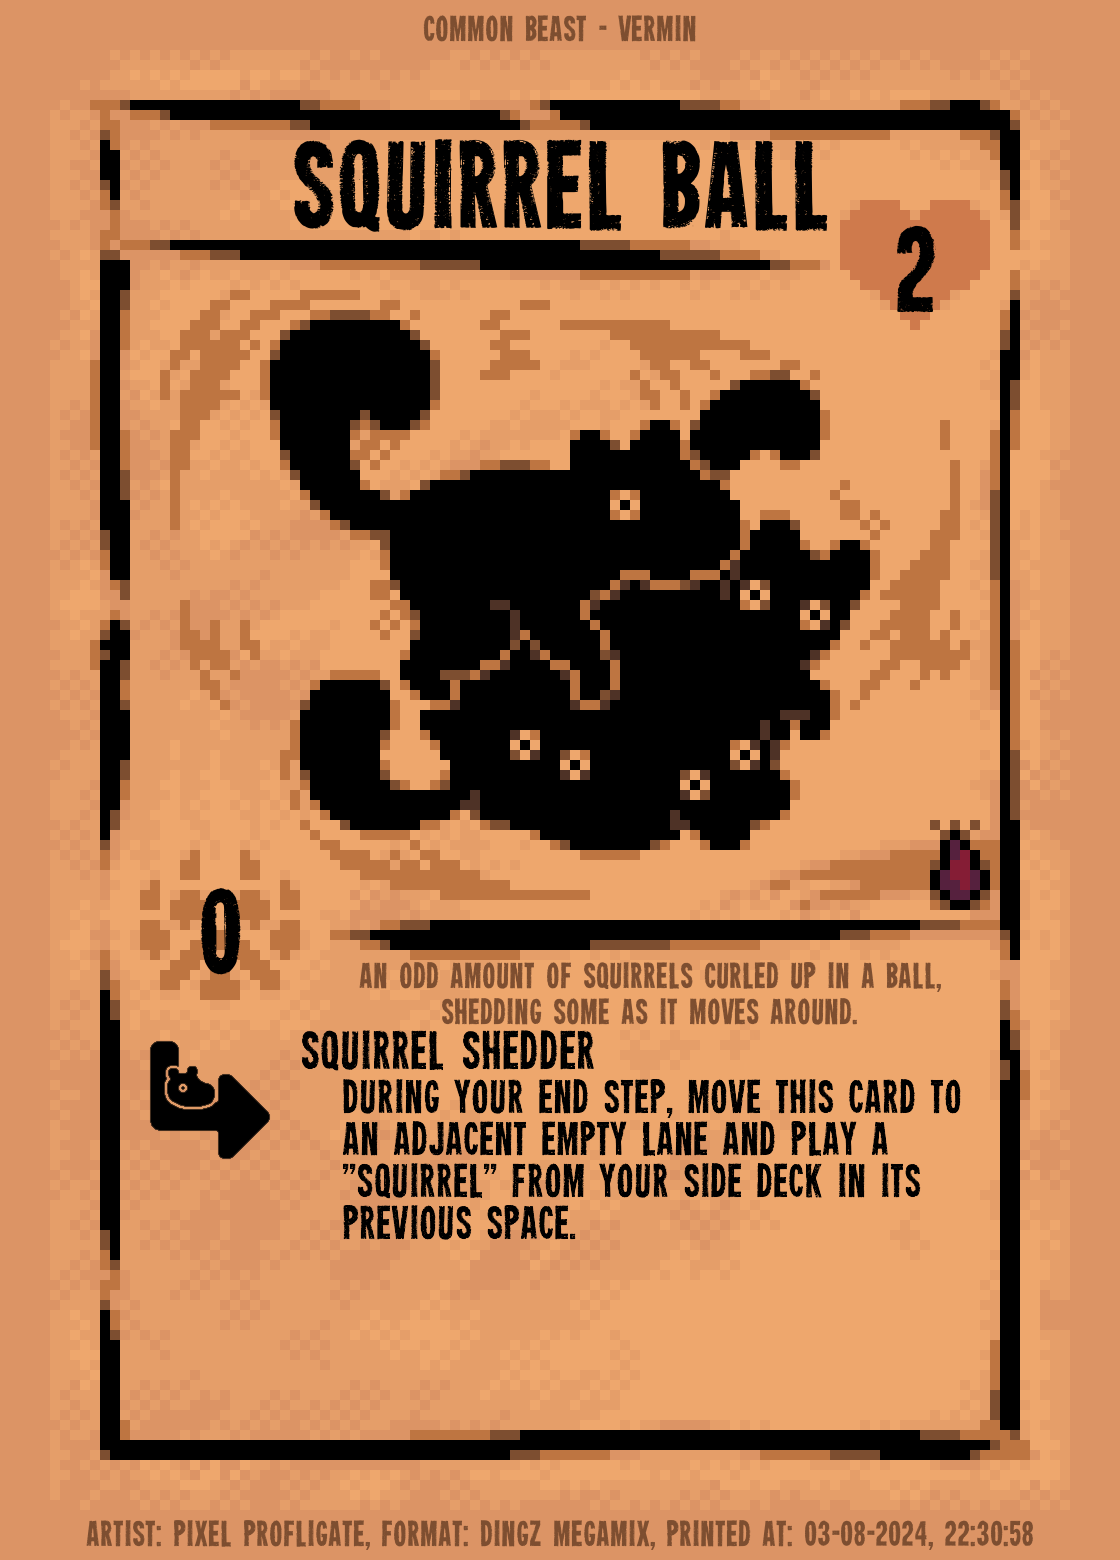 COMMON BEAST - VERMIN
SQUIRREL BALL
2
0
AN ODD AMOUNT OF SQUIRRELS CURLED UP IN A BALL,
SHEDDING SOME AS IT MOVES AROUND.
SQUIRREL SHEDDER
DURING YOUR END STEP, MOVE THIS CARD TO
AN ADJACENT EMPTY LANE AND PLAY A
"SQUIRREL" FROM YOUR SIDE DECK IN ITS
PREVIOUS SPACE.
ARTIST: PIXEL PROFLIGATE, FORMAT: DINGZ MEGAMIX, PRINTED AT: 03-08-2024, 22:30:58